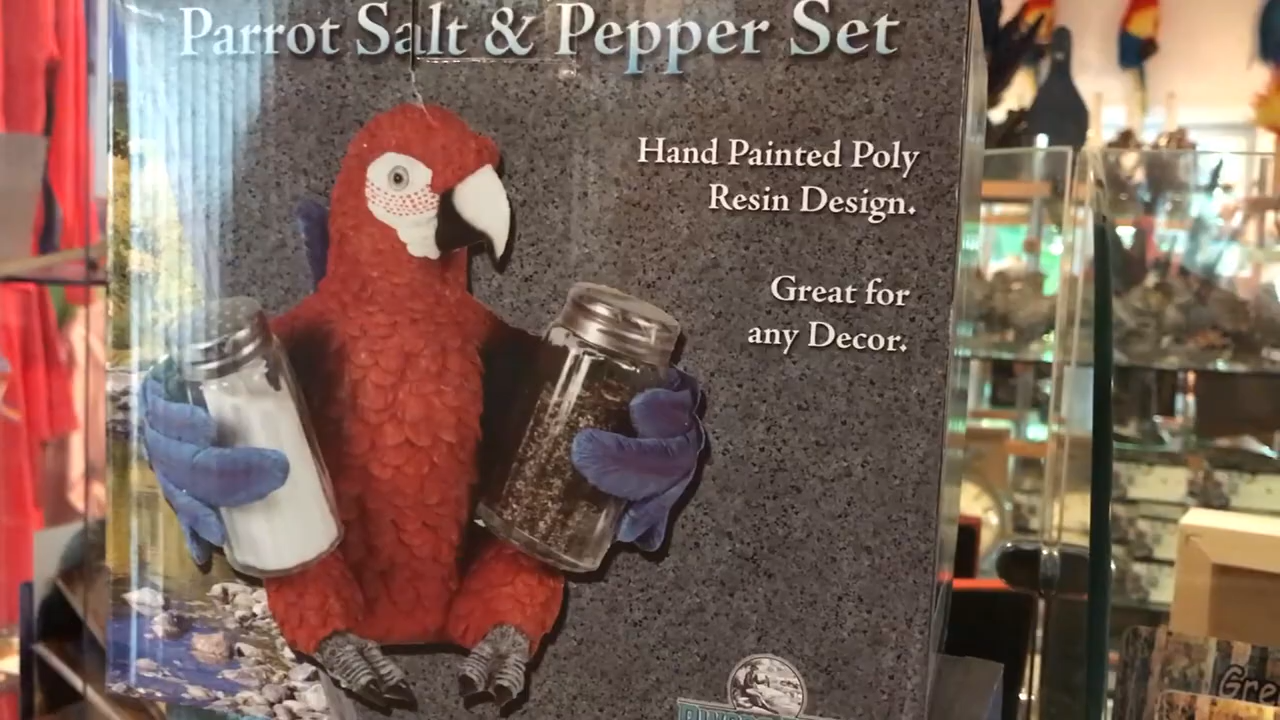 Parrot Salt & Pepper Set
Hand Painted Poly
Resin Design.
Great for
any Decor.